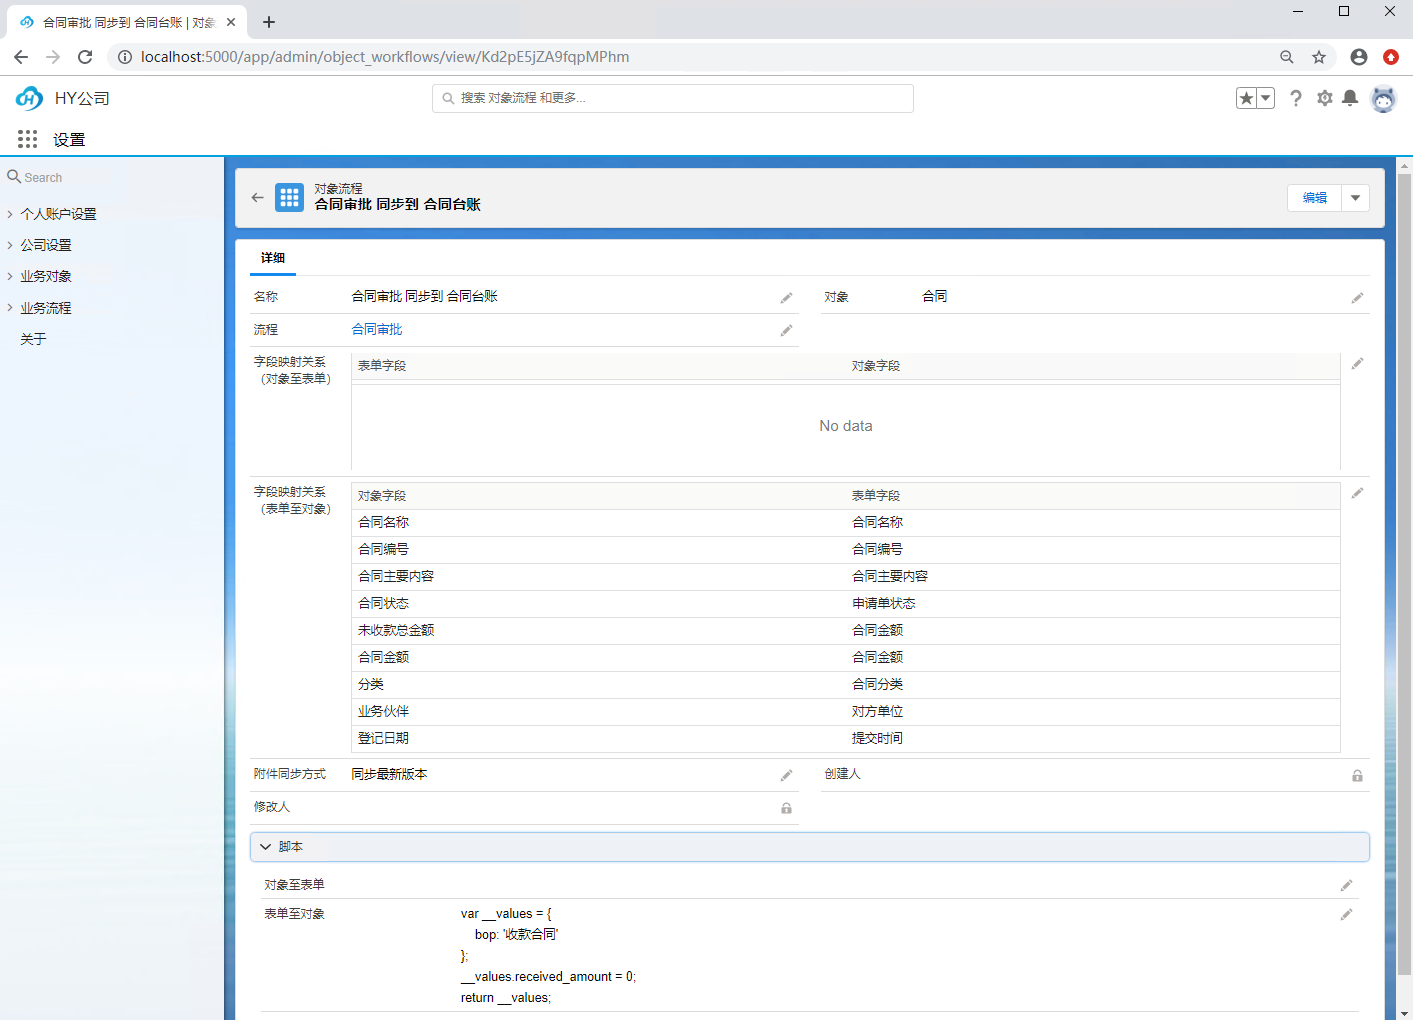 合同审批 同步到 合同台账 | 对象
localhost:5000/app/admin/object_workflows/view/Kd2pE5jZA9fqpMPhm
HY公司
搜索 对象流程 和更多...
设置
Search
个人账户设置
公司设置
业务对象
业务流程
关于
对象流程
合同审批 同步到 合同台账
编辑
详细
名称 合同审批 同步到 合同台账 对象 合同
流程 合同审批
字段映射关系
（对象至表单）
表单字段 对象字段
No data
字段映射关系
（表单至对象）
对象字段 表单字段
合同名称 合同名称
合同编号 合同编号
合同主要内容 合同主要内容
合同状态 申请单状态
未收款总金额 合同金额
合同金额 合同金额
分类 合同分类
业务伙伴 对方单位
登记日期 提交时间
附件同步方式 同步最新版本 创建人
修改人
脚本
对象至表单
表单至对象
var __values = {
bop: '收款合同'
};
__values.received_amount = 0;
return __values;